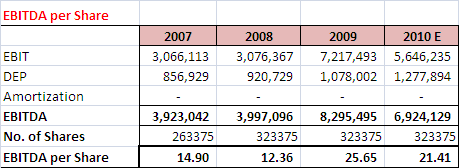 EBITDA per Share
2007 2008 2009 2010 E
EBIT 3,066,113 3,076,367 7,217,493 5,646,235
DEP 856,929 920,729 1,078,002 1,277,894
Amortization - - - -
EBITDA 3,923,042 3,997,096 8,295,495 6,924,129
No. of Shares 263375 323375 323375 323375
EBITDA per Share 14.90 12.36 25.65 21.41